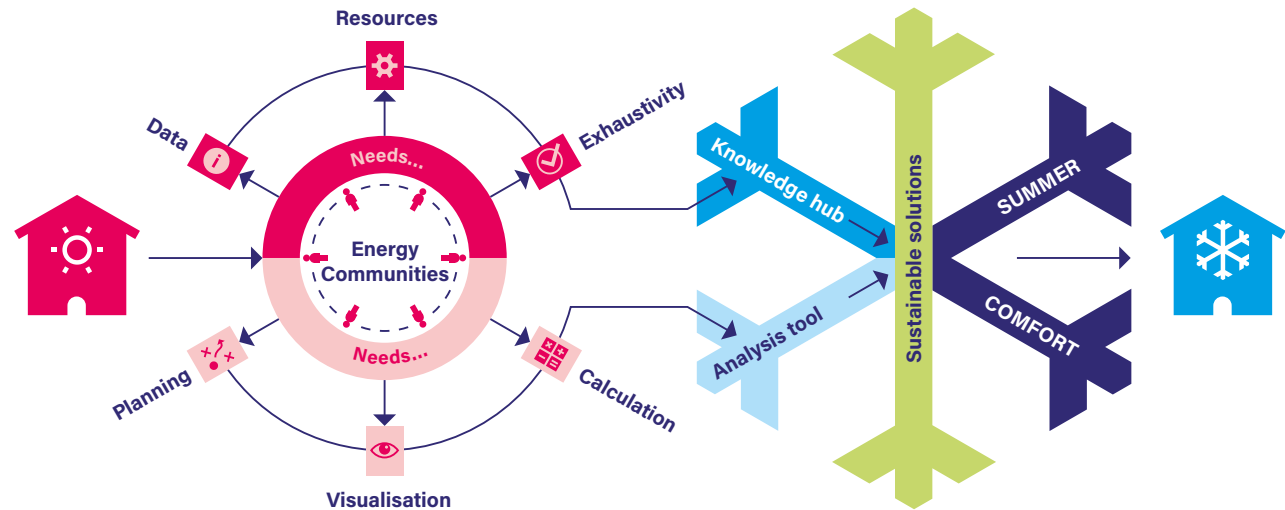 Resources
Data
Exhaustivity
Needs...
Energy
Communities
Needs...
Planning
Calculation
Visualisation
Knowledge hub
Analysis tool
Sustainable solutions
SUMMER
COMFORT